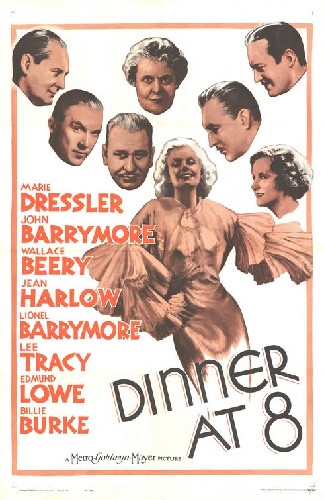 MARIE
DRESSLER
JOHN
BARRYMORE
WALLACE
BEERY
JEAN
HARLOW
LIONEL
BARRYMORE
LEE
TRACY
EDMUND
LOWE
BILLIE
BURKE
DINNER
AT 8
A Metro-Goldwyn-Mayer PICTURE